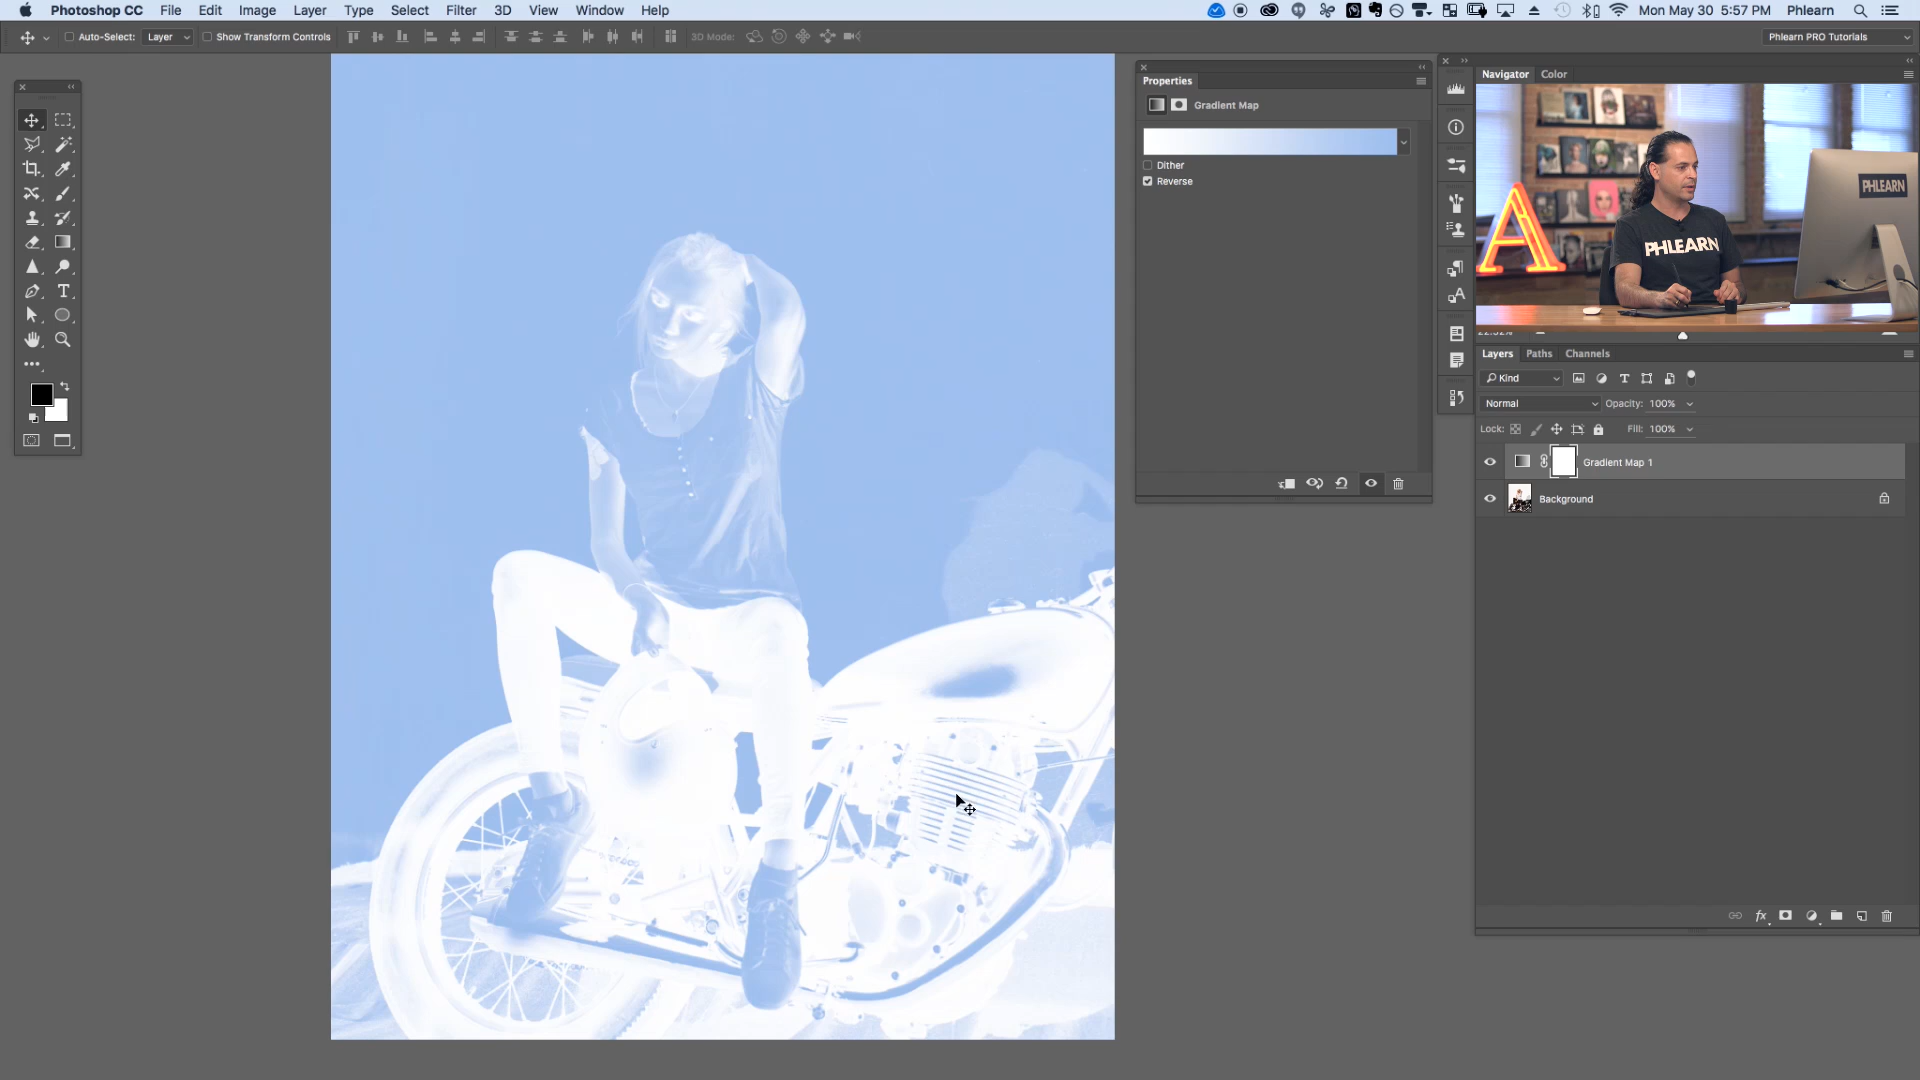 Photoshop CC File Edit Image Layer Type Select Filter 3D View Window Help
Mon May 30 5:57 PM Phlearn
Auto-Select: Layer Show Transform Controls 3D Mode: Phlearn PRO Tutorials
Properties
Gradient Map
Dither
Reverse
Navigator Color
PHLEARN
PHLEARN
A
Layers Paths Channels
Kind
Normal Opacity: 100%
Lock: Fill: 100%
Gradient Map 1
Background
fx